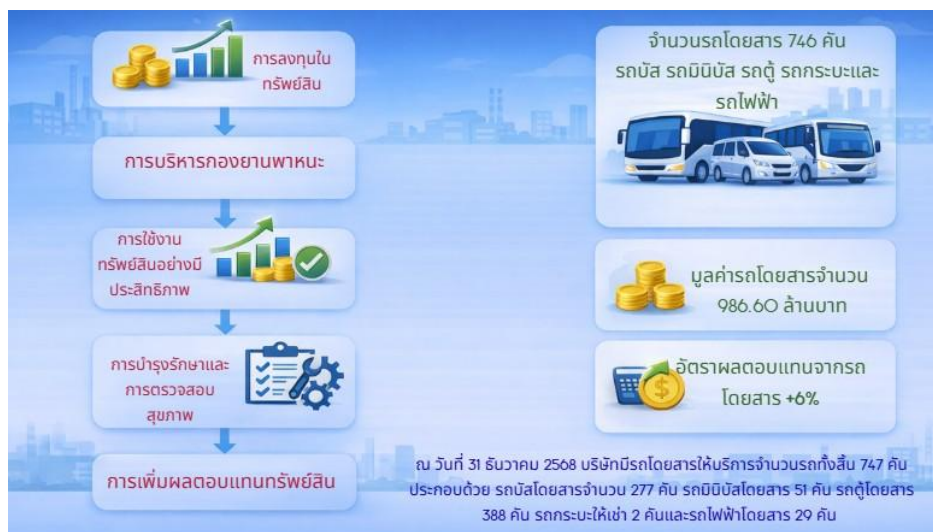 การลงทุนใน
ทรัพย์สิน
การบริหารกองยานพาหนะ
การใช้งาน
ทรัพย์สินอย่างมี
ประสิทธิภาพ
การบำรุงรักษาและ
การตรวจสอบ
สุขภาพ
การเพิ่มผลตอบแทนทรัพย์สิน
จำนวนรถโดยสาร 746 คัน
รถบัส รถมินิบัส รถตู้ รถกระบะและ
รถไฟฟ้า
มูลค่ารถโดยสารจำนวน
986.60 ล้านบาท
อัตราผลตอบแทนจากรถ
โดยสาร +6%
ณ วันที่ 31 ธันวาคม 2568 บริษัทมีรถโดยสารให้บริการจำนวนรถทั้งสิ้น 747 คัน
ประกอบด้วย รถบัสโดยสารจำนวน 277 คัน รถมินิบัสโดยสาร 51 คัน รถตู้โดยสาร
388 คัน รถกระบะให้เช่า 2 คันและรถไฟฟ้าโดยสาร 29 คัน